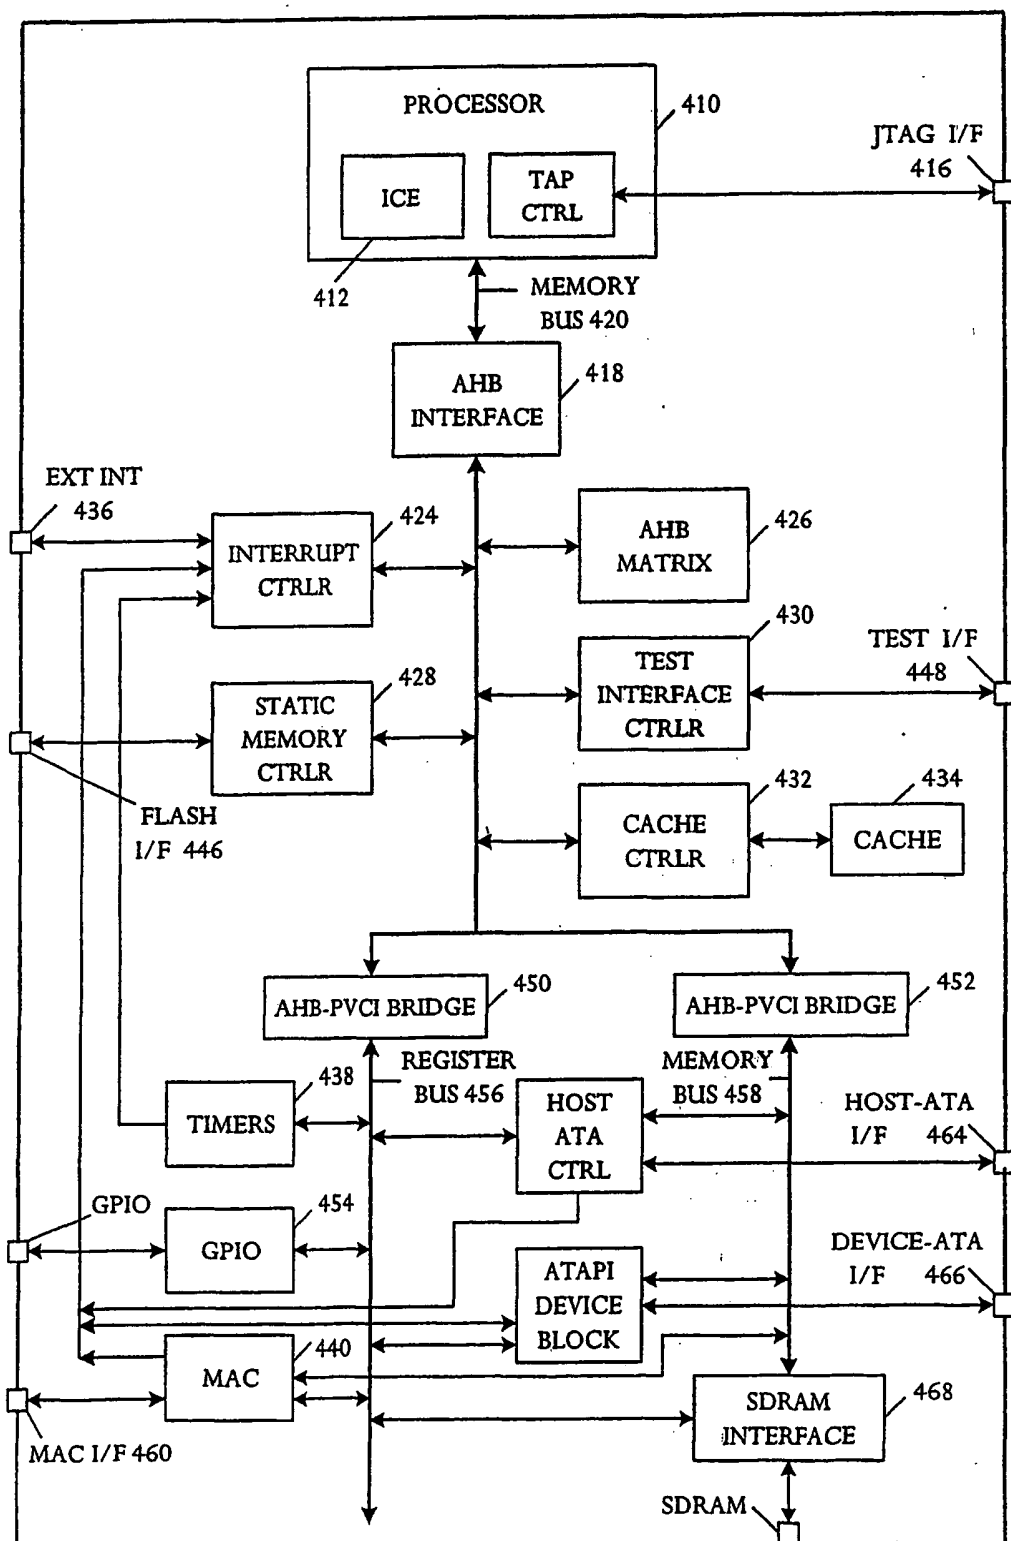 PROCESSOR
410
JTAG I/F
416
ICE
TAP
CTRL
412
MEMORY
BUS 420
AHB
INTERFACE
418
EXT INT
436
INTERRUPT
CTRLR
424
AHB
MATRIX
426
STATIC
MEMORY
CTRLR
428
TEST
INTERFACE
CTRLR
430
TEST I/F
448
FLASH
I/F 446
CACHE
CTRLR
432
CACHE
434
AHB-PVCI BRIDGE
450
AHB-PVCI BRIDGE
452
REGISTER
BUS 456
MEMORY
BUS 458
TIMERS
438
HOST
ATA
CTRL
HOST-ATA
I/F 464
GPIO
GPIO
454
ATAPI
DEVICE
BLOCK
DEVICE-ATA
I/F 466
MAC
440
MAC I/F 460
SDRAM
INTERFACE
468
SDRAM